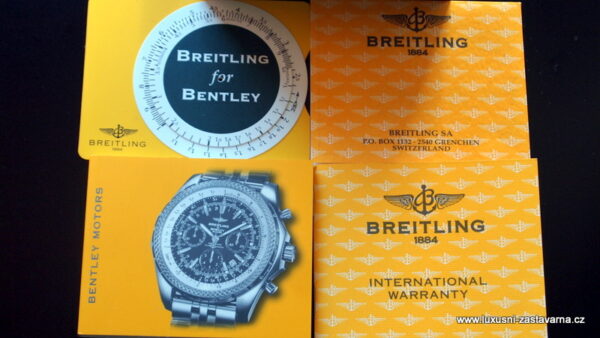 BREITLING
for
BENTLEY
BREITLING
1884
BREITLING
1884
BREITLING SA
P.O. BOX 1132 - 2540 GRENCHEN
SWITZERLAND
BENTLEY MOTORS
BREITLING
1884
INTERNATIONAL
WARRANTY
www.luxusni-zastavarna.cz